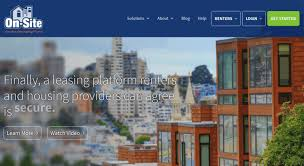 On-Site
Solutions About Blog Support Help RENTERS LOGIN GET STARTED
Finally, a leasing platform renters
and housing providers can agree
is secure.
Learn More Watch Video